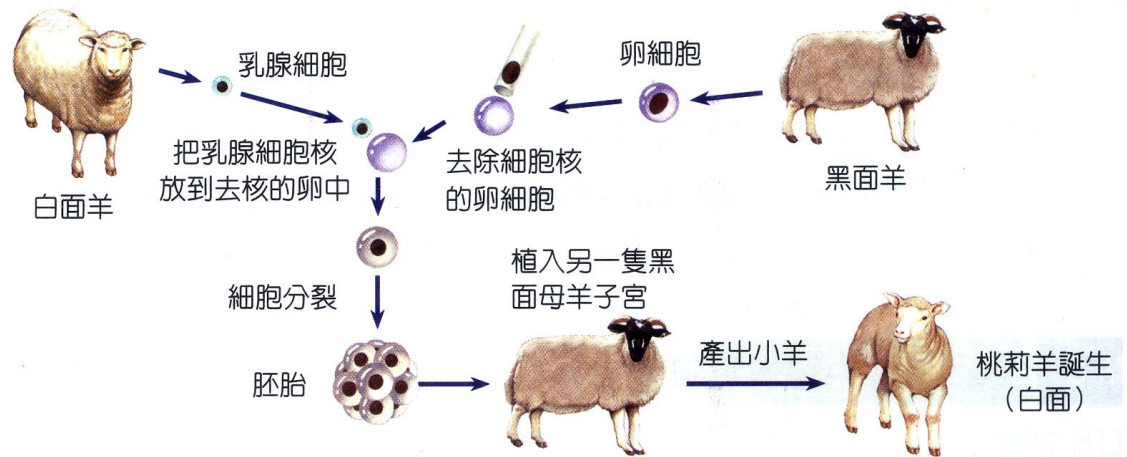 乳腺細胞
卵細胞
把乳腺細胞核
放到去核的卵中
去除細胞核
的卵細胞
白面羊
黑面羊
植入另一隻黑
面母羊子宮
細胞分裂
胚胎
產出小羊
桃莉羊誕生
（白面）